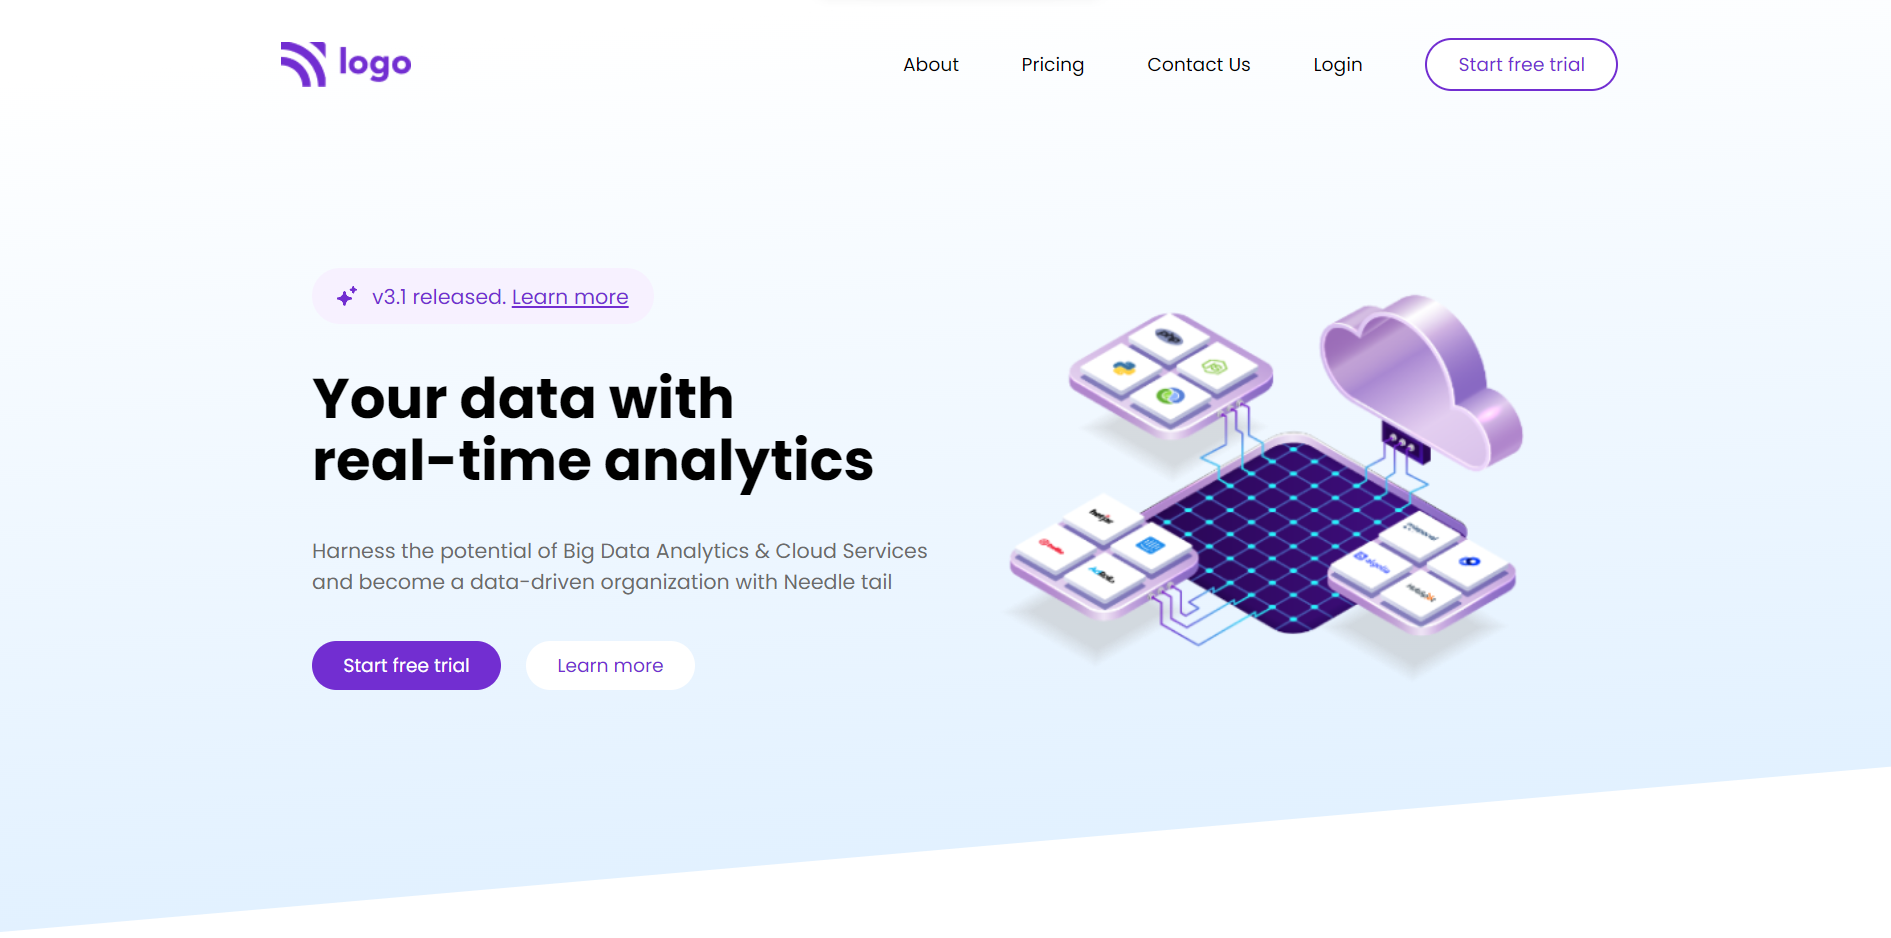 logo
About
Pricing
Contact Us
Login
Start free trial
v3.1 released. Learn more
Your data with
real-time analytics
Harness the potential of Big Data Analytics & Cloud Services
and become a data-driven organization with Needle tail
Start free trial
Learn more
php
algolia